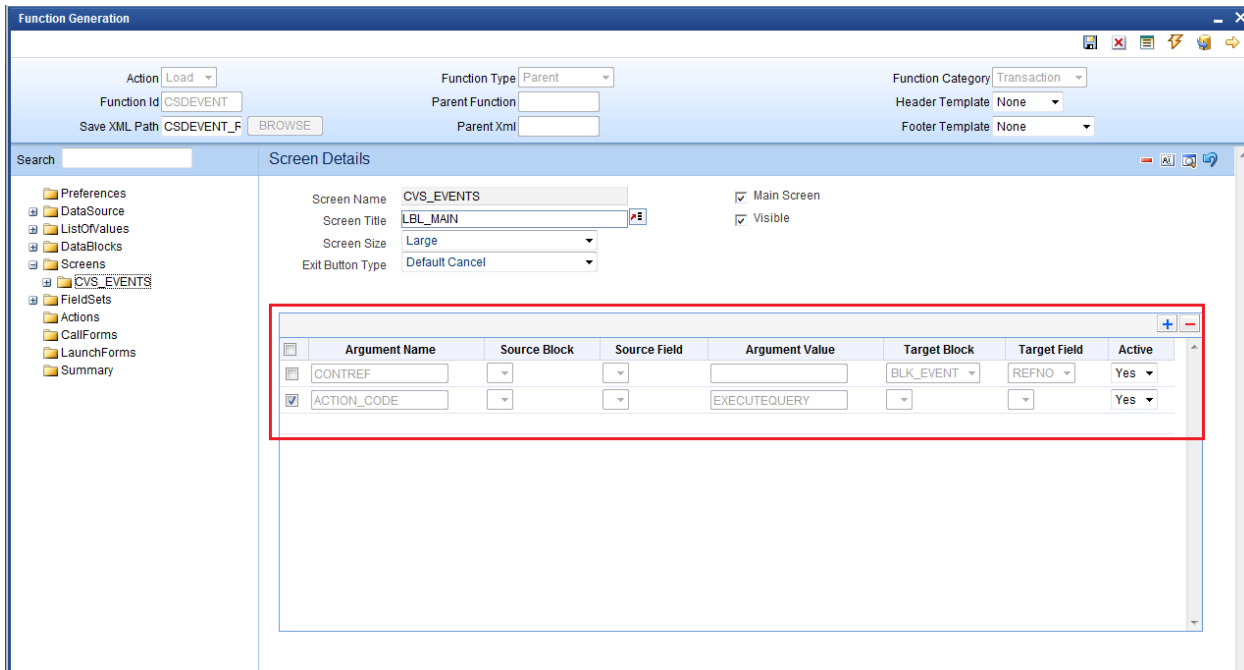 Function Generation
Action Load Function Type Parent Function Category Transaction
Function Id CSDEVENT Parent Function Header Template None
Save XML Path CSDEVENT_R BROWSE Parent Xml Footer Template None
Search Screen Details
Preferences
DataSource
ListOfValues
DataBlocks
Screens
CVS_EVENTS
FieldSets
Actions
CallForms
LaunchForms
Summary
Screen Name CVS_EVENTS Main Screen
Screen Title LBL_MAIN Visible
Screen Size Large
Exit Button Type Default Cancel
Argument Name Source Block Source Field Argument Value Target Block Target Field Active
CONTREF BLK_EVENT REFNO Yes
ACTION_CODE EXECUTEQUERY Yes